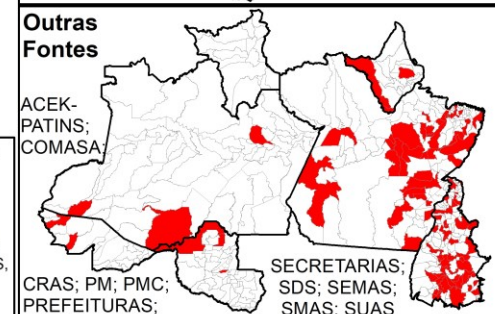 Outras
Fontes
ACEK-
PATINS;
COMASA;
S,
CRAS; PM; PMC;
PREFEITURAS;
SECRETARIAS;
SDS; SEMAS;
SMAS; SUAS